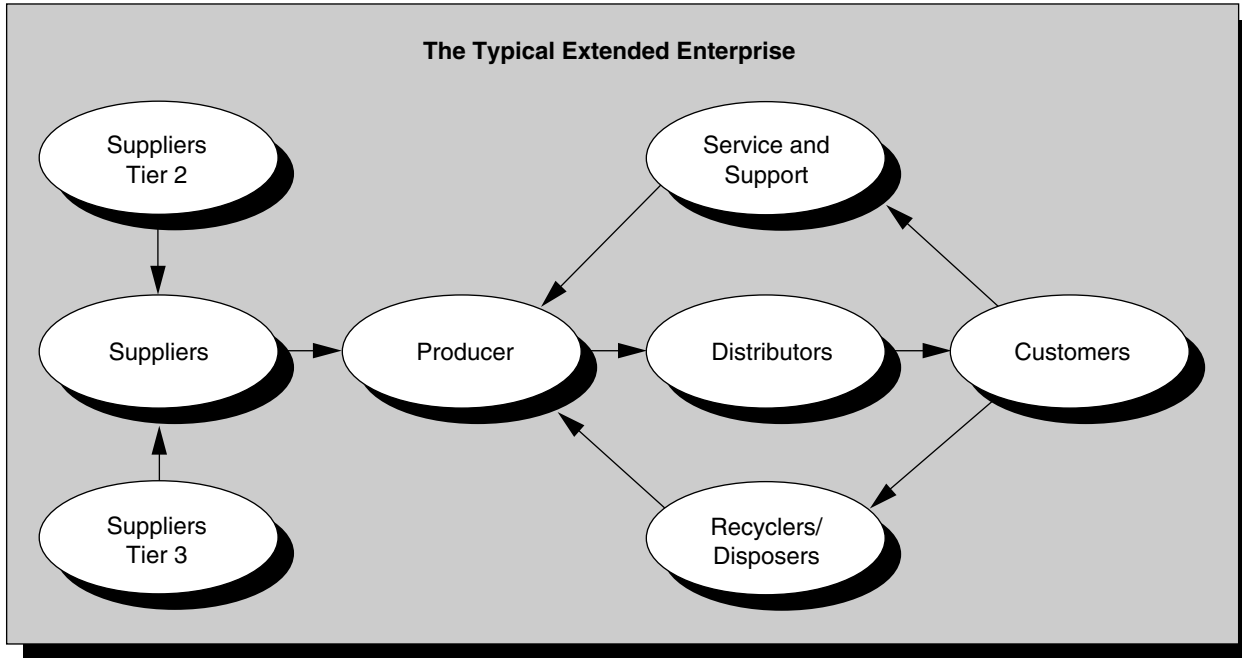 The Typical Extended Enterprise
Suppliers
Tier 2
Service and
Support
Suppliers
Producer
Distributors
Customers
Suppliers
Tier 3
Recyclers/
Disposers